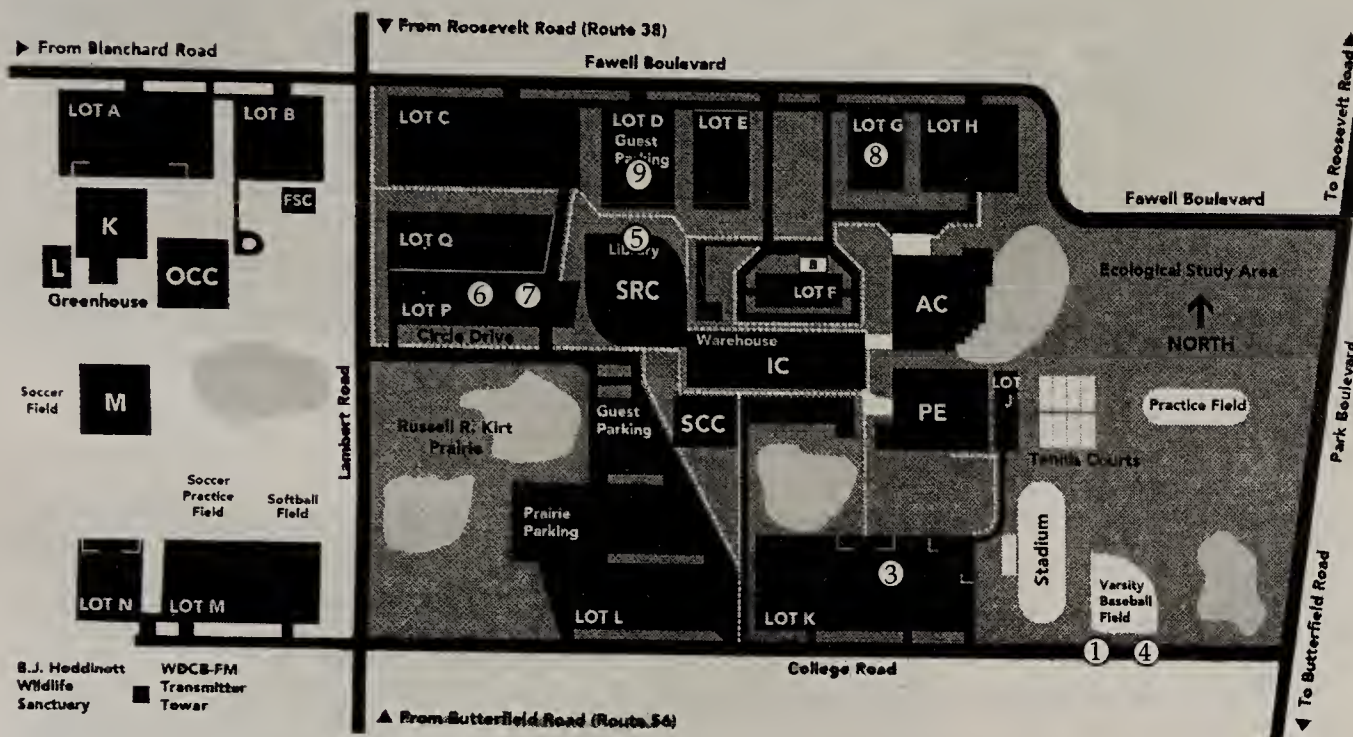 ▼ From Roosevelt Road (Route 38)
▶ From Blanchard Road
Fawell Boulevard
To Roosevelt Road ▶
LOT A
LOT B
LOT C
LOT D
Guest
Parking
⑨
LOT E
LOT G
⑧
LOT H
FSC
K
L
OCC
Greenhouse
LOT Q
⑤
Library
SRC
⑥ ⑦
LOT P
Circle Drive
B
LOT F
AC
Fawell Boulevard
Ecological Study Area
NORTH
Warehouse
IC
Soccer
Field
M
Lambert Road
Russell R. Kirt
Prairie
Guest
Parking
SCC
PE
LOT
J
Practice Field
Tennis Courts
Park Boulevard
Soccer
Practice
Field
Softball
Field
Prairie
Parking
③
Stadium
Varsity
Baseball
Field
LOT N
LOT M
LOT L
LOT K
① ④
College Road
To Butterfield Road
B.J. Hoddinott
Wildlife
Sanctuary
WDCB-FM
Transmitter
Tower
▲ From Butterfield Road (Route 56)